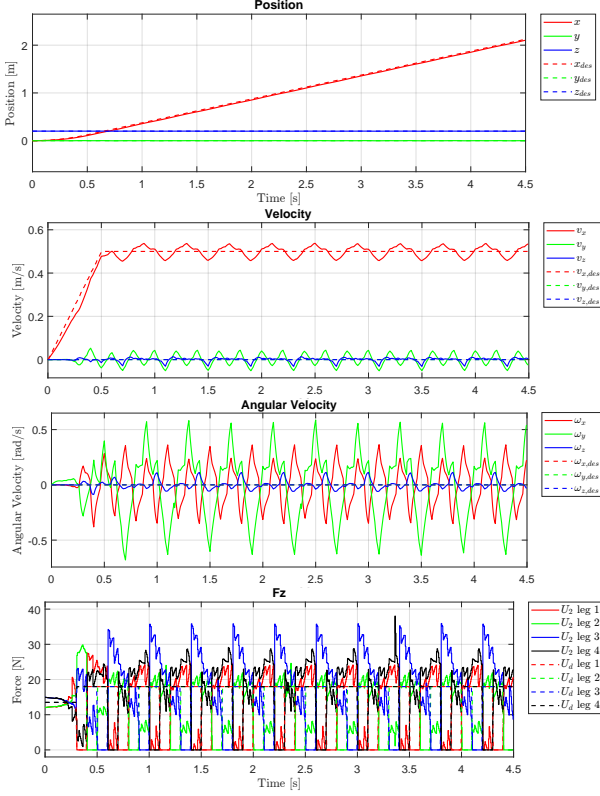 Position
Position [m]
2
1
0
0 0.5 1 1.5 2 2.5 3 3.5 4 4.5
Time [s]
x
y
z
x_des
y_des
z_des
Velocity
Velocity [m/s]
0.6
0.4
0.2
0
0 0.5 1 1.5 2 2.5 3 3.5 4 4.5
v_x
v_y
v_z
v_x,des
v_y,des
v_z,des
Angular Velocity
Angular Velocity [rad/s]
0.5
0
-0.5
0 0.5 1 1.5 2 2.5 3 3.5 4 4.5
ω_x
ω_y
ω_z
ω_x,des
ω_y,des
ω_z,des
Fz
Force [N]
40
30
20
10
0
0 0.5 1 1.5 2 2.5 3 3.5 4 4.5
Time [s]
U_2 leg 1
U_2 leg 2
U_2 leg 3
U_2 leg 4
U_d leg 1
U_d leg 2
U_d leg 3
U_d leg 4